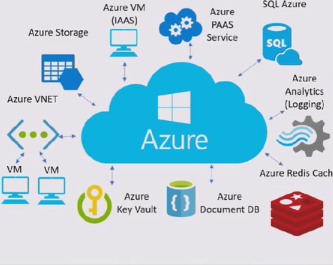 Azure VM
(IAAS)
Azure
PAAS
Service
SQL Azure
Azure Storage
SQL
Azure VNET
Azure
Analytics
(Logging)
Azure
VM
VM
Azure Redis Cach
Azure
Key Vault
Azure
Document DB